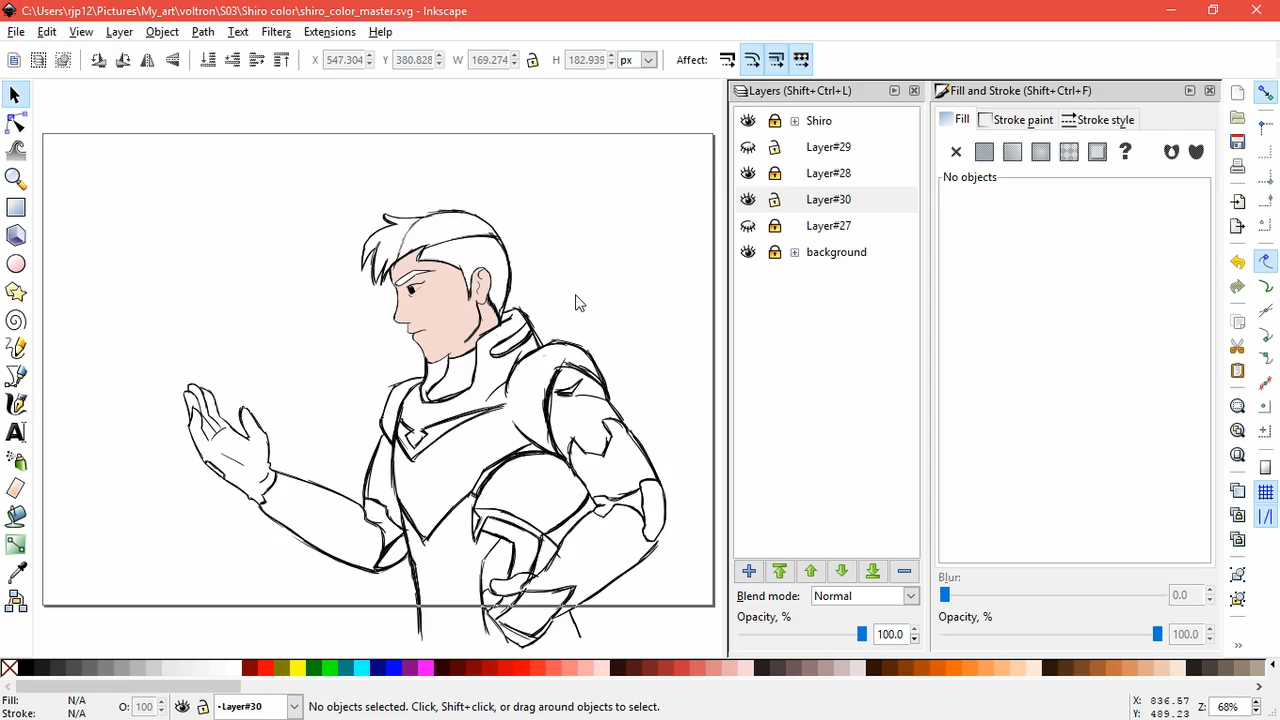 C:\Users\rjp12\Pictures\My_art\voltron\S03\Shiro color\shiro_color_master.svg - Inkscape
File Edit View Layer Object Path Text Filters Extensions Help
X 547.304 Y 380.828 W 169.274 H 182.939 px Affect:
Layers (Shift+Ctrl+L)
Fill and Stroke (Shift+Ctrl+F)
Shiro
Layer#29
Layer#28
Layer#30
Layer#27
background
Fill Stroke paint Stroke style
No objects
Blend mode: Normal
Opacity, %
100.0
Blur:
0.0
Opacity, %
100.0
Fill: N/A
Stroke: N/A
O: 100
-Layer#30
No objects selected. Click, Shift+click, or drag around objects to select.
X: 836.57
Y: 489.23
Z: 68%